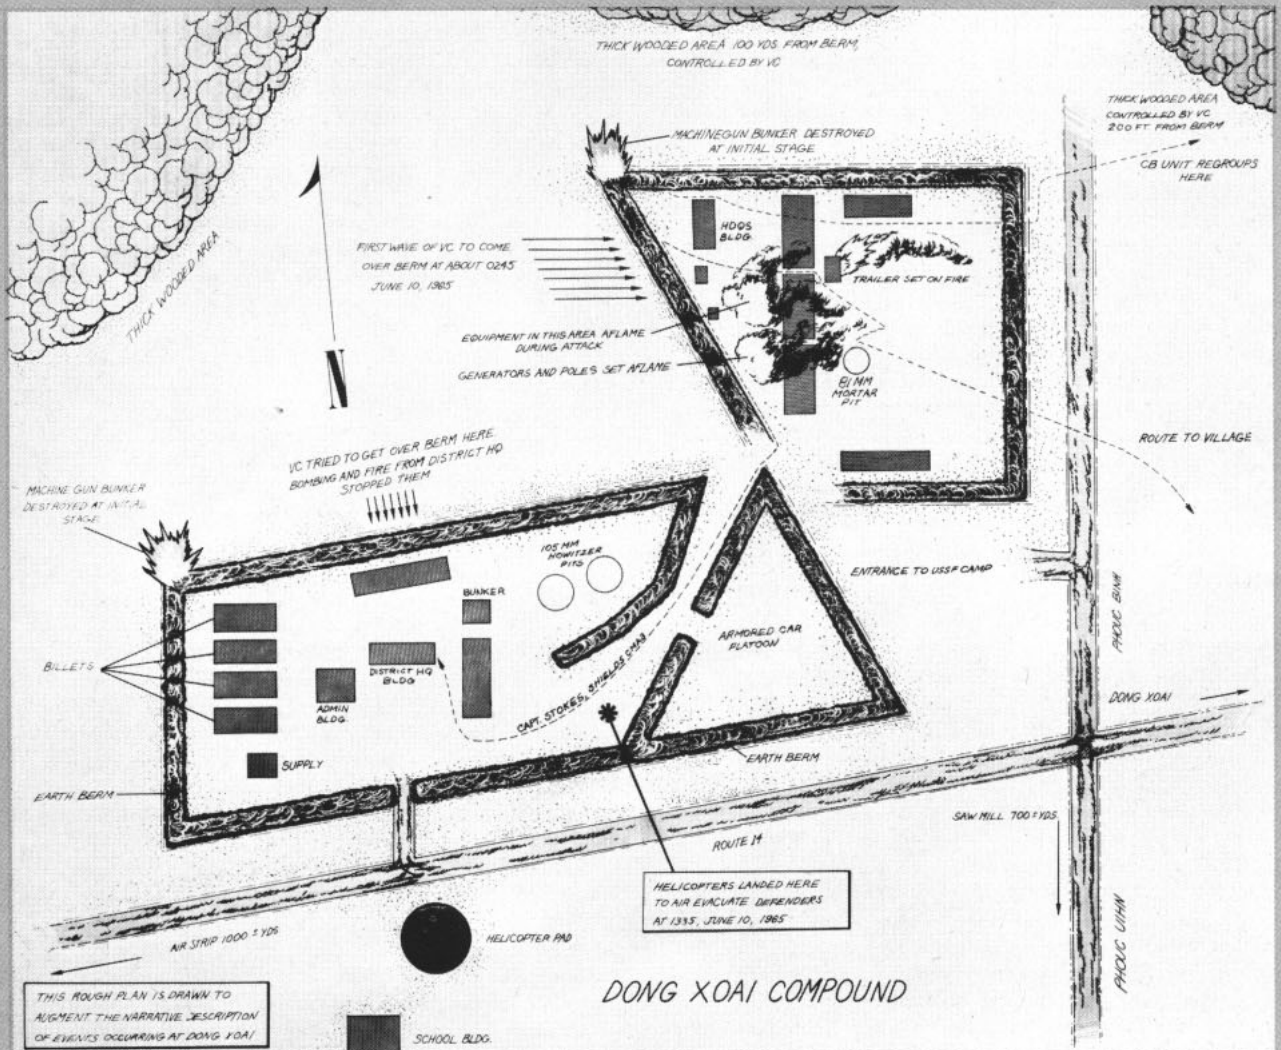 THICK WOODED AREA 100 YDS. FROM BERM,
CONTROLLED BY VC
THICK WOODED AREA
CONTROLLED BY VC
200 FT. FROM BERM
MACHINEGUN BUNKER DESTROYED
AT INITIAL STAGE
CB UNIT REGROUPS
HERE
THICK WOODED AREA
FIRST WAVE OF VC TO COME
OVER BERM AT ABOUT 0245
JUNE 10, 1965
HDQS
BLDG.
TRAILER SET ON FIRE
EQUIPMENT IN THIS AREA AFLAME
DURING ATTACK
GENERATORS AND POLES SET AFLAME
81 MM
MORTAR
PIT
N
ROUTE TO VILLAGE
VC TRIED TO GET OVER BERM HERE
BOMBING AND FIRE FROM DISTRICT HQ
STOPPED THEM
MACHINE GUN BUNKER
DESTROYED AT INITIAL
STAGE
105 MM
HOWITZER
PITS
BUNKER
ENTRANCE TO USSF CAMP
PHOUC BINH
ARMORED CAR
PLATOON
BILLETS
DISTRICT HQ
BLDG
ADMIN
BLDG.
CAPT. STOKES, SHIELDS CMA3
DONG XOAI
SUPPLY
EARTH BERM
EARTH BERM
SAW MILL 700 ± YDS.
ROUTE 14
HELICOPTERS LANDED HERE
TO AIR EVACUATE DEFENDERS
AT 1335, JUNE 10, 1965
AIR STRIP 1000 ± YDS
HELICOPTER PAD
PHOUC UIHN
DONG XOAI COMPOUND
THIS ROUGH PLAN IS DRAWN TO
AUGMENT THE NARRATIVE DESCRIPTION
OF EVENTS OCCURRING AT DONG XOAI
SCHOOL BLDG.